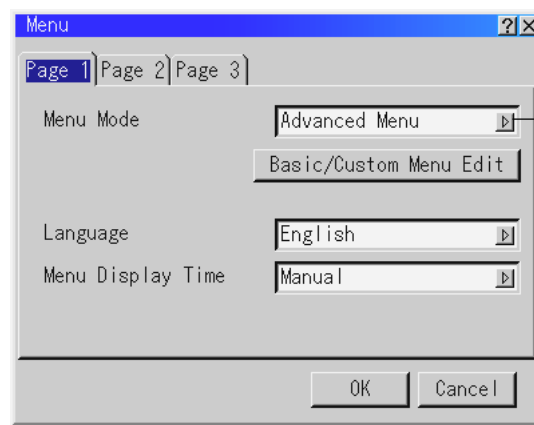 Menu ? ×
Page 1 Page 2 Page 3
Menu Mode Advanced Menu
Basic/Custom Menu Edit
Language English
Menu Display Time Manual
OK Cancel